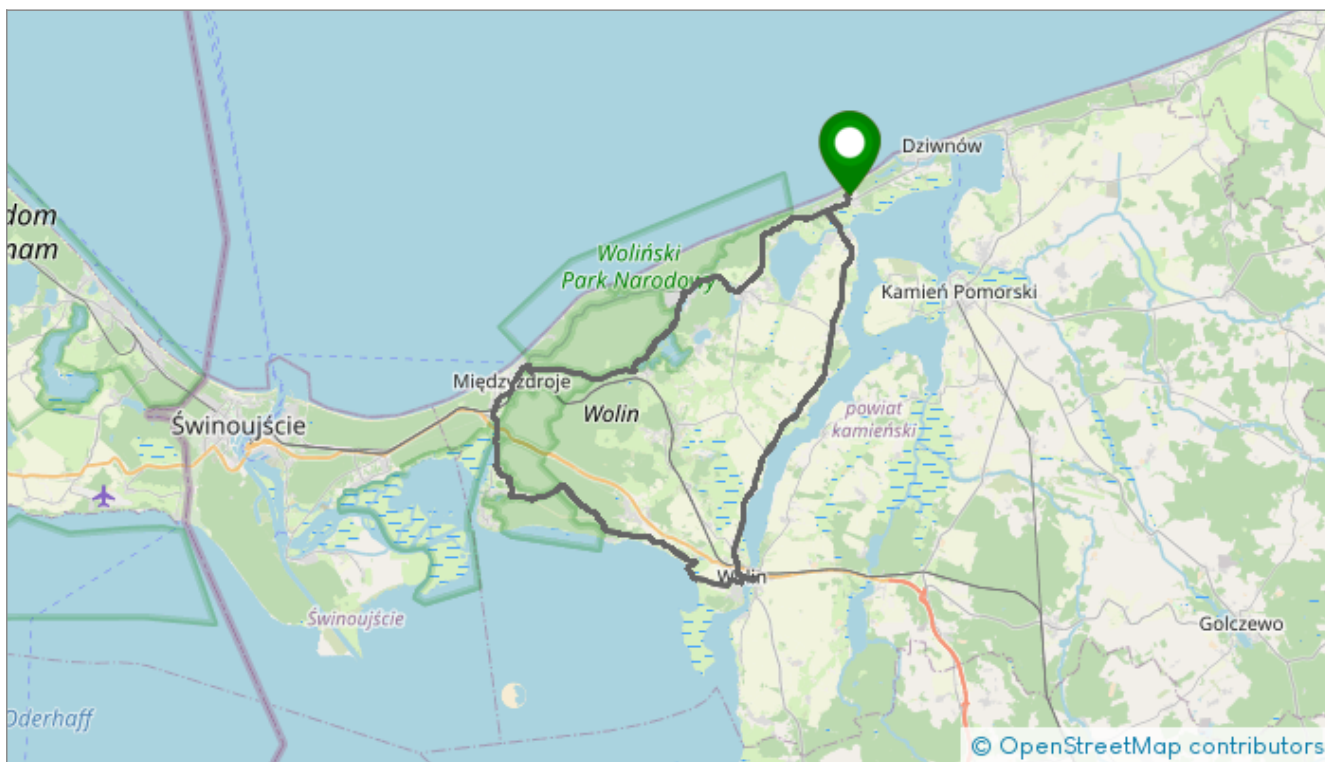 Dziwnów
dom
nam
Woliński
Park Narodowy
Kamień Pomorski
Międzyzdroje
Wolin
Świnoujście
powiat
kamieński
Wolin
Świnoujście
Golczewo
Oderhaff
© OpenStreetMap contributors